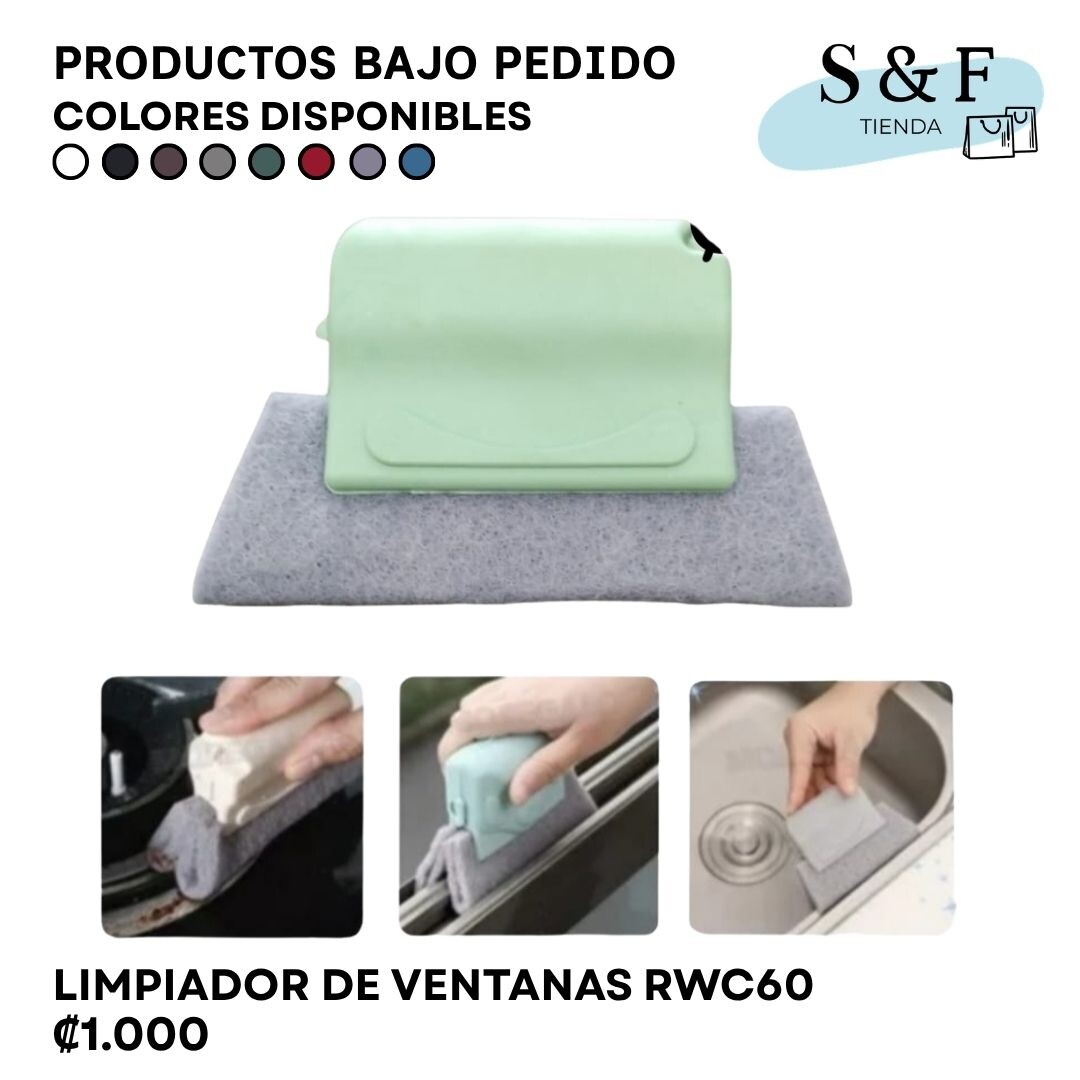 PRODUCTOS BAJO PEDIDO
COLORES DISPONIBLES
S & F
TIENDA
LIMPIADOR DE VENTANAS RWC60
₡1.000